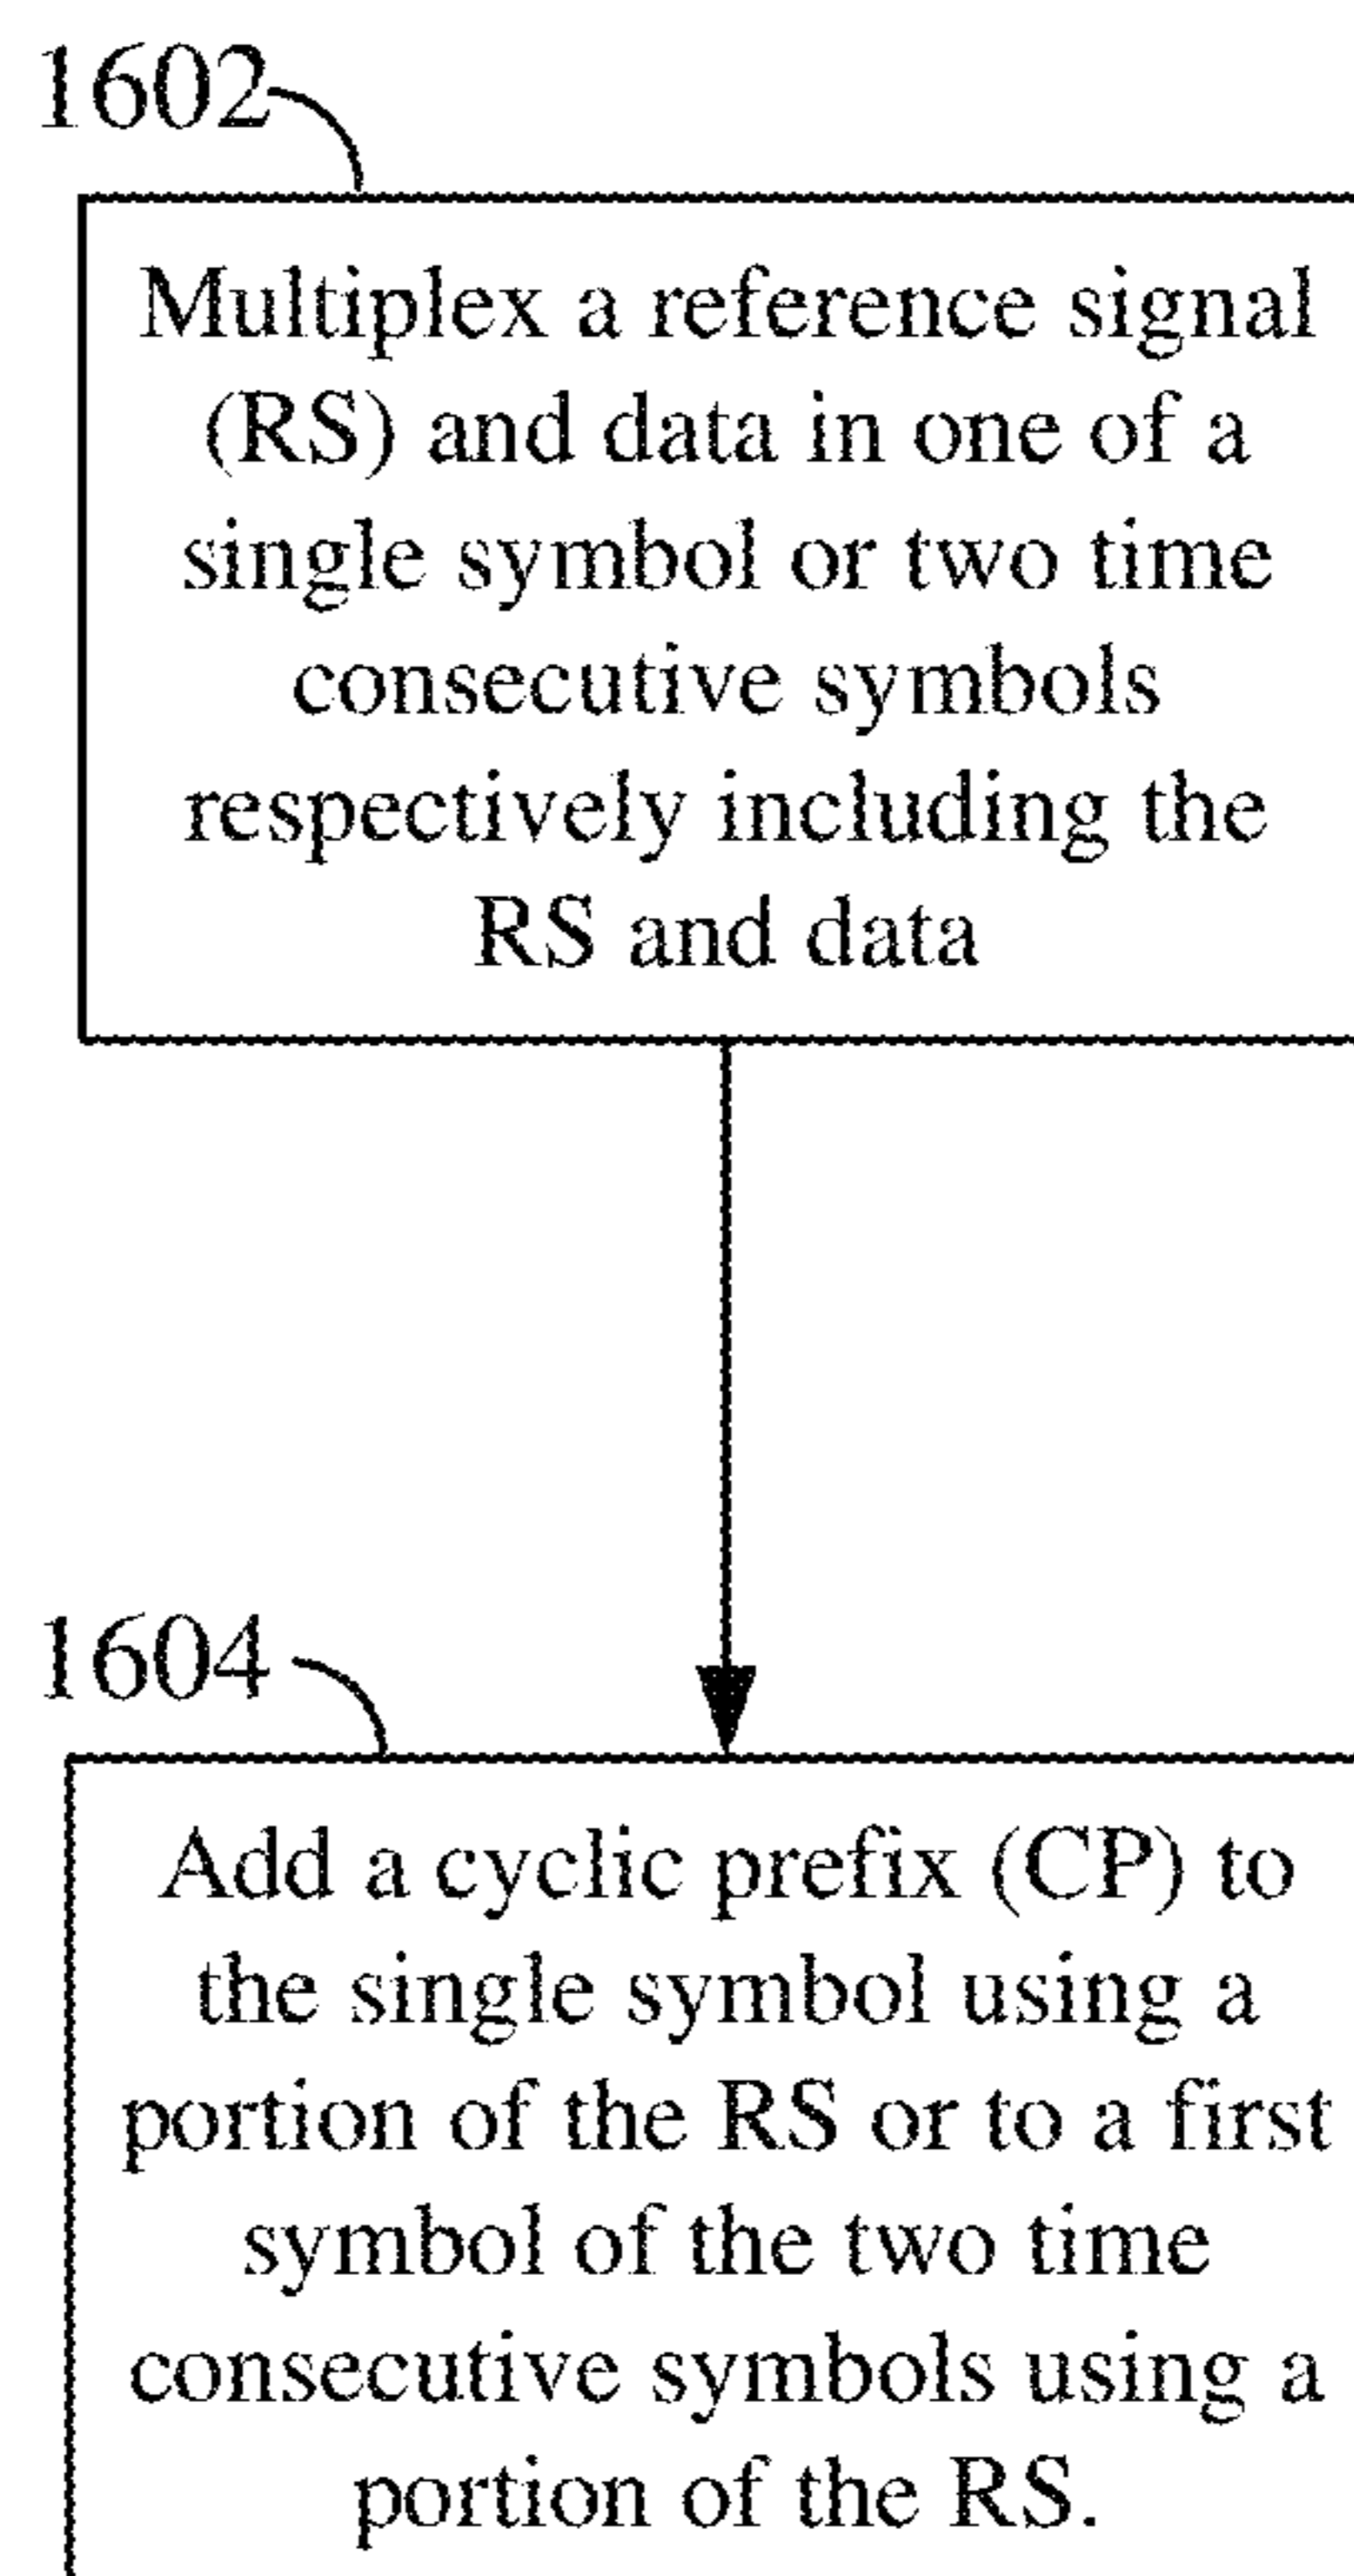 1602
Multiplex a reference signal
(RS) and data in one of a
single symbol or two time
consecutive symbols
respectively including the
RS and data
1604
Add a cyclic prefix (CP) to
the single symbol using a
portion of the RS or to a first
symbol of the two time
consecutive symbols using a
portion of the RS.